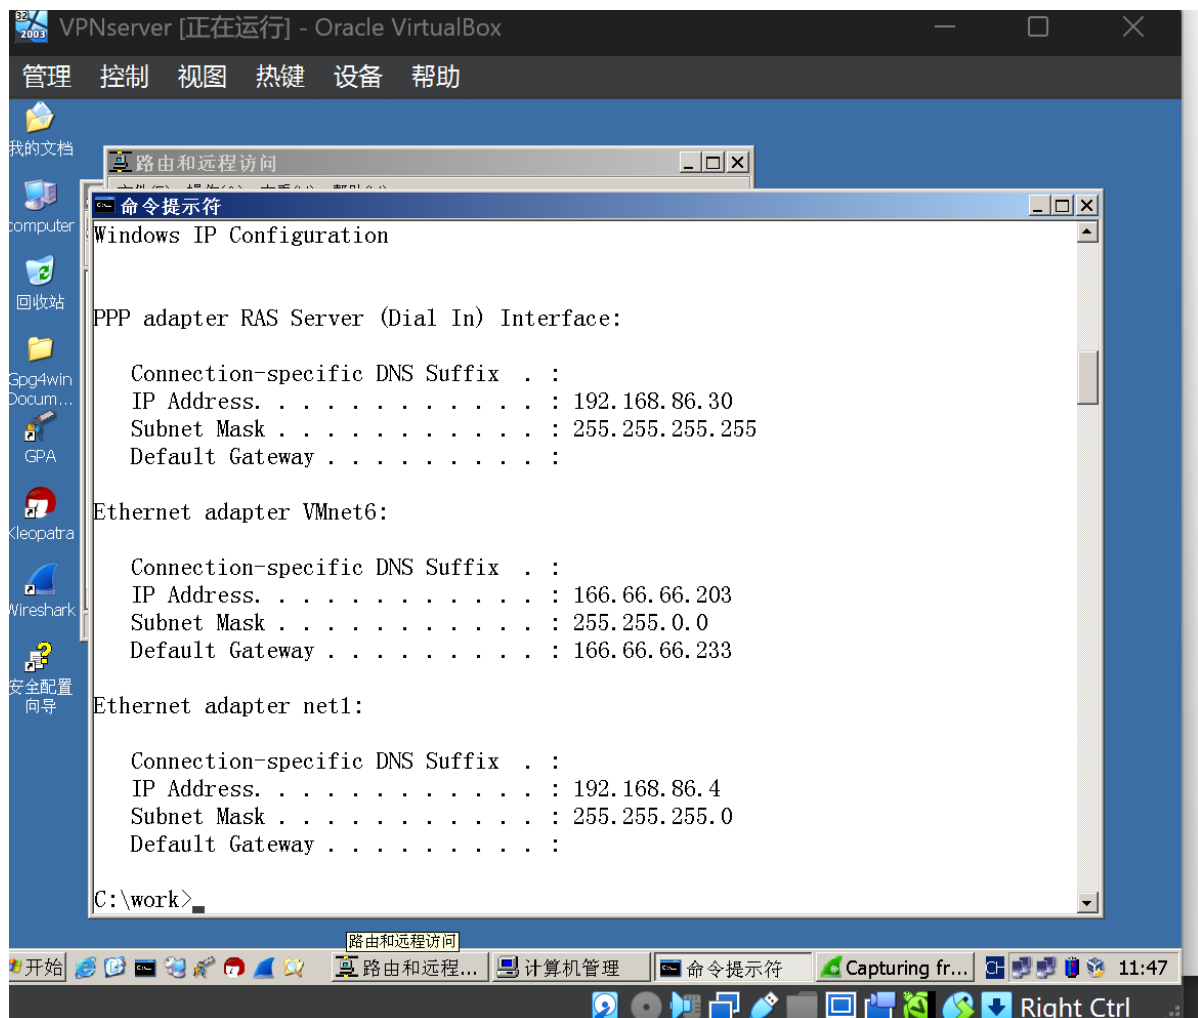 VPNserver [正在运行] - Oracle VirtualBox
管理 控制 视图 热键 设备 帮助
我的文档
computer
回收站
Gpg4win
Docum...
GPA
Kleopatra
Wireshark
安全配置
向导
路由和远程访问
命令提示符
Windows IP Configuration
PPP adapter RAS Server (Dial In) Interface:
Connection-specific DNS Suffix . :
IP Address. . . . . . . . . . . . : 192.168.86.30
Subnet Mask . . . . . . . . . . . : 255.255.255.255
Default Gateway . . . . . . . . . :
Ethernet adapter VMnet6:
Connection-specific DNS Suffix . :
IP Address. . . . . . . . . . . . : 166.66.66.203
Subnet Mask . . . . . . . . . . . : 255.255.0.0
Default Gateway . . . . . . . . . : 166.66.66.233
Ethernet adapter net1:
Connection-specific DNS Suffix . :
IP Address. . . . . . . . . . . . : 192.168.86.4
Subnet Mask . . . . . . . . . . . : 255.255.255.0
Default Gateway . . . . . . . . . :
C:\work>
路由和远程访问
开始 路由和远程... 计算机管理 命令提示符 Capturing fr... CH 11:47
Right Ctrl